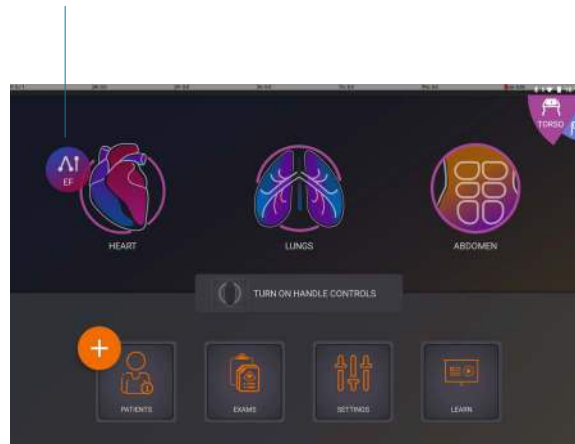 TORSO
AI
EF
HEART
LUNGS
ABDOMEN
TURN ON HANDLE CONTROLS
PATIENTS
EXAMS
SETTINGS
LEARN